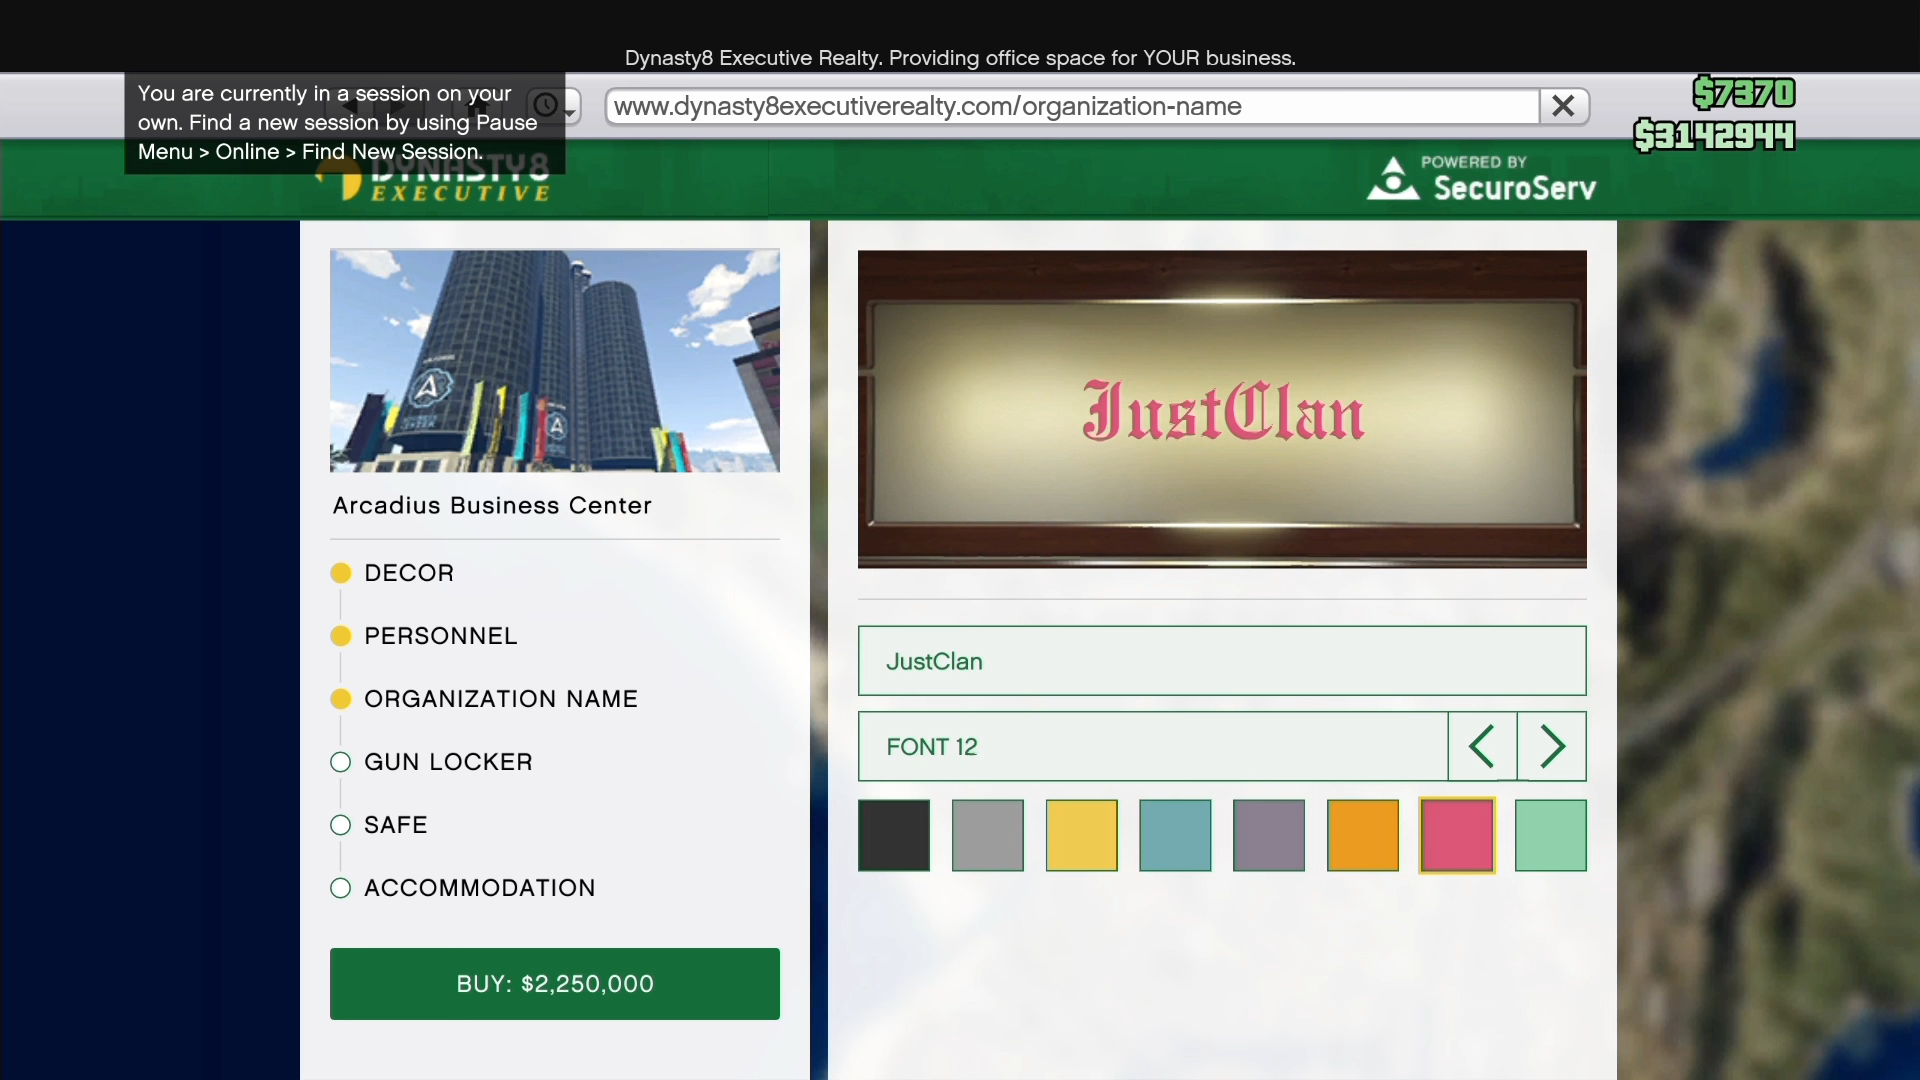 Dynasty8 Executive Realty. Providing office space for YOUR business.
You are currently in a session on your
own. Find a new session by using Pause
Menu > Online > Find New Session.
www.dynasty8executiverealty.com/organization-name
$7370
$3142944
DYNASTY8
EXECUTIVE
POWERED BY
SecuroServ
Arcadius Business Center
DECOR
PERSONNEL
ORGANIZATION NAME
GUN LOCKER
SAFE
ACCOMMODATION
BUY: $2,250,000
JustClan
JustClan
FONT 12